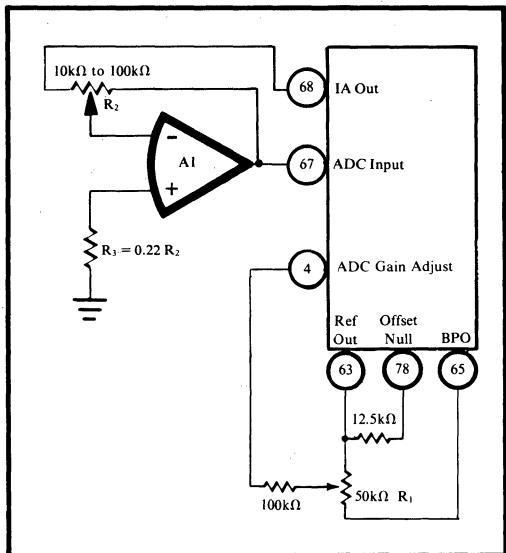 10kΩ to 100kΩ
R₂
68
IA Out
−
A1
+
67
ADC Input
R₃ = 0.22 R₂
4
ADC Gain Adjust
Ref Out
Offset Null
BPO
63
78
65
12.5kΩ
100kΩ
50kΩ R₁